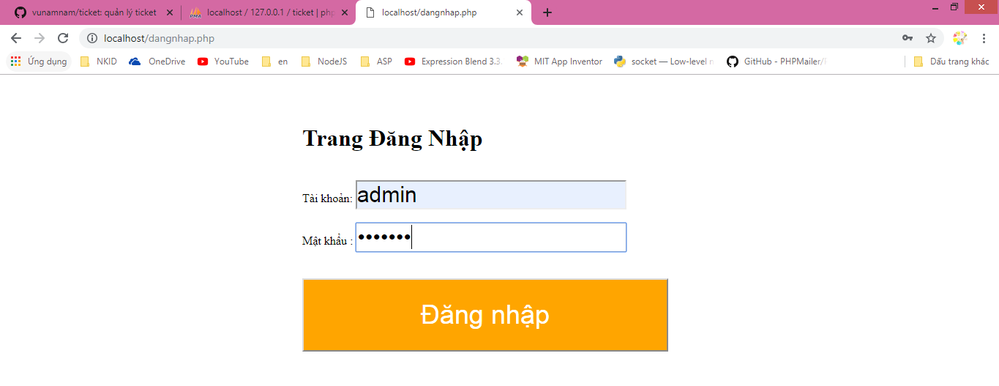 vunamnam/ticket: quản lý ticket
localhost / 127.0.0.1 / ticket | php
localhost/dangnhap.php
localhost/dangnhap.php
Ứng dụng NKID OneDrive YouTube en NodeJS ASP Expression Blend 3.3. MIT App Inventor socket — Low-level n GitHub - PHPMailer/P Dấu trang khác
Trang Đăng Nhập
Tài khoản: admin
Mật khẩu : •••••••
Đăng nhập